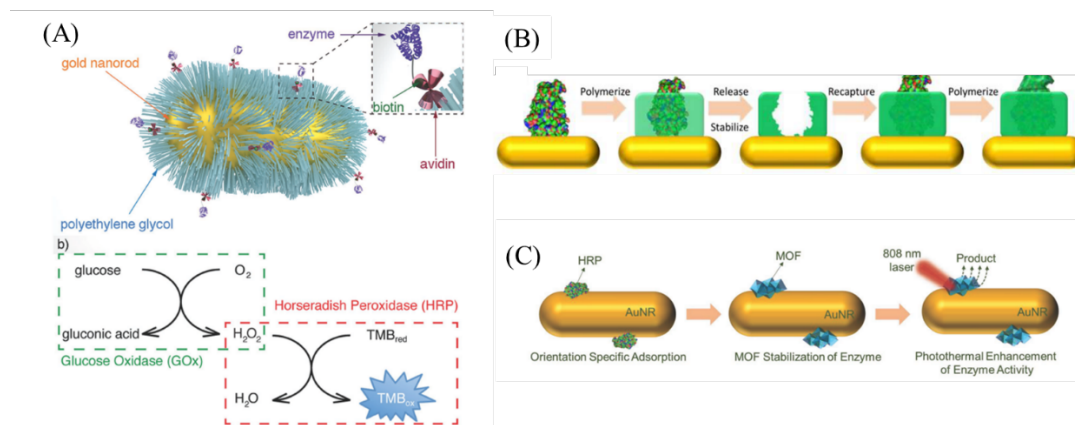 (A)
enzyme
gold nanorod
biotin
avidin
polyethylene glycol
b)
glucose
O2
Horseradish Peroxidase (HRP)
gluconic acid
H2O2
TMBred
Glucose Oxidase (GOx)
H2O
TMBox
(B)
Polymerize
Release
Stabilize
Recapture
Polymerize
(C)
HRP
AuNR
Orientation Specific Adsorption
MOF
AuNR
MOF Stabilization of Enzyme
808 nm
laser
Product
AuNR
Photothermal Enhancement
of Enzyme Activity